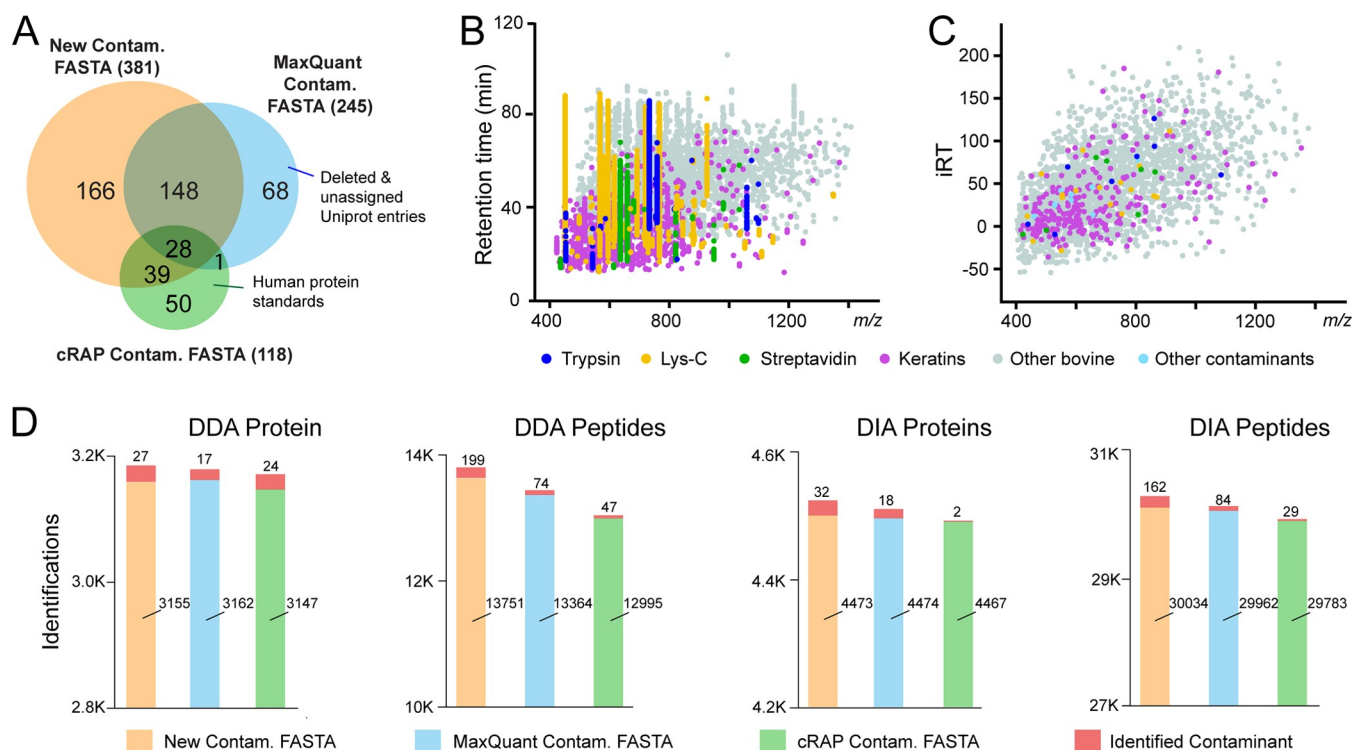 A
New Contam.
FASTA (381)
MaxQuant
Contam.
FASTA (245)
166
148
68
28
1
39
50
Deleted &
unassigned
Uniprot entries
Human protein
standards
cRAP Contam. FASTA (118)
B
Retention time (min)
120
80
40
0
400
800
1200
m/z
C
iRT
200
150
100
50
0
-50
400
800
1200
m/z
Trypsin
Lys-C
Streptavidin
Keratins
Other bovine
Other contaminants
D
Identifications
DDA Protein
3.2K
3.0K
2.8K
27
17
24
3155
3162
3147
DDA Peptides
14K
12K
10K
199
74
47
13751
13364
12995
DIA Proteins
4.6K
4.4K
4.2K
32
18
2
4473
4474
4467
DIA Peptides
31K
29K
27K
162
84
29
30034
29962
29783
New Contam. FASTA
MaxQuant Contam. FASTA
cRAP Contam. FASTA
Identified Contaminant